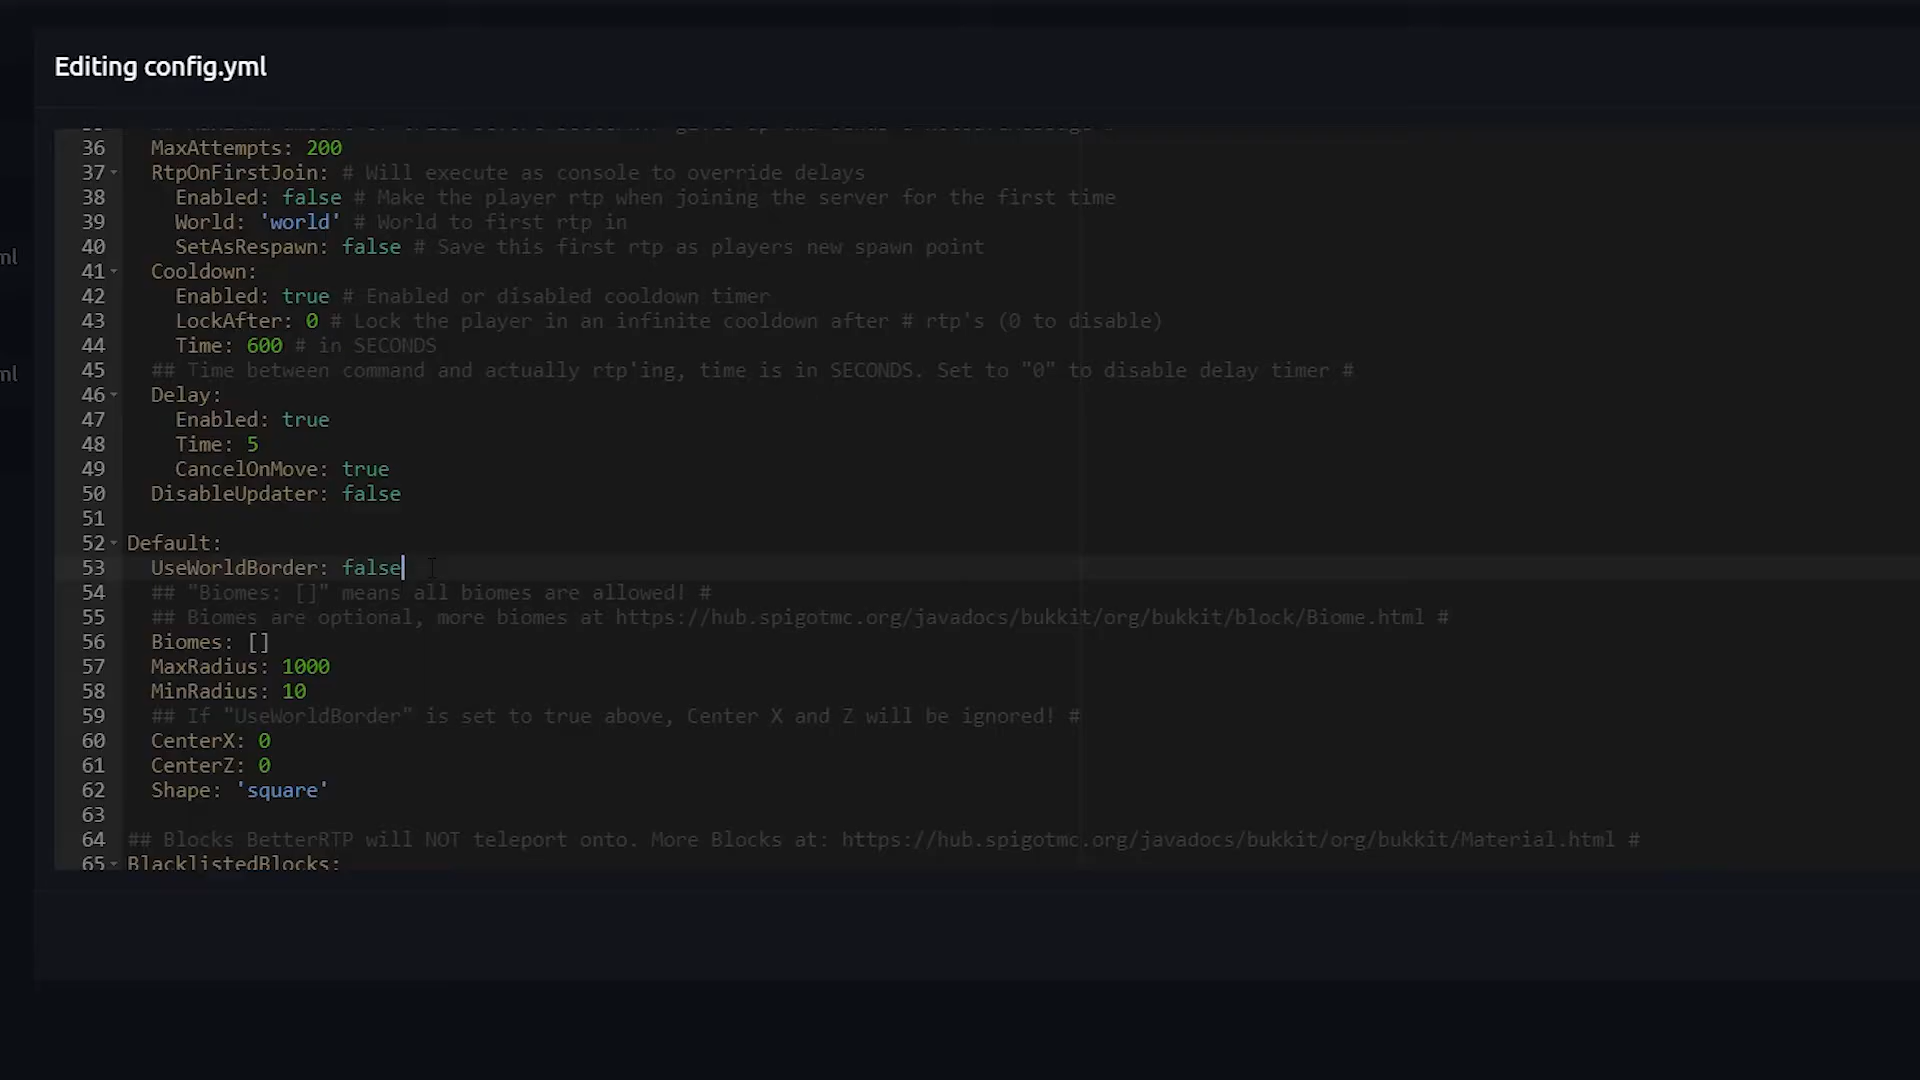 Editing config.yml
36 MaxAttempts: 200
37 RtpOnFirstJoin: # Will execute as console to override delays
38 Enabled: false # Make the player rtp when joining the server for the first time
39 World: 'world' # World to first rtp in
40 SetAsRespawn: false # Save this first rtp as players new spawn point
41 Cooldown:
42 Enabled: true # Enabled or disabled cooldown timer
43 LockAfter: 0 # Lock the player in an infinite cooldown after # rtp's (0 to disable)
44 Time: 600 # in SECONDS
45 ## Time between command and actually rtp'ing, time is in SECONDS. Set to "0" to disable delay timer #
46 Delay:
47 Enabled: true
48 Time: 5
49 CancelOnMove: true
50 DisableUpdater: false
51
52 Default:
53 UseWorldBorder: false
54 ## "Biomes: []" means all biomes are allowed! #
55 ## Biomes are optional, more biomes at https://hub.spigotmc.org/javadocs/bukkit/org/bukkit/block/Biome.html #
56 Biomes: []
57 MaxRadius: 1000
58 MinRadius: 10
59 ## If "UseWorldBorder" is set to true above, Center X and Z will be ignored! #
60 CenterX: 0
61 CenterZ: 0
62 Shape: 'square'
63
64 ## Blocks BetterRTP will NOT teleport onto. More Blocks at: https://hub.spigotmc.org/javadocs/bukkit/org/bukkit/Material.html #
65 BlacklistedBlocks:
ml
ml